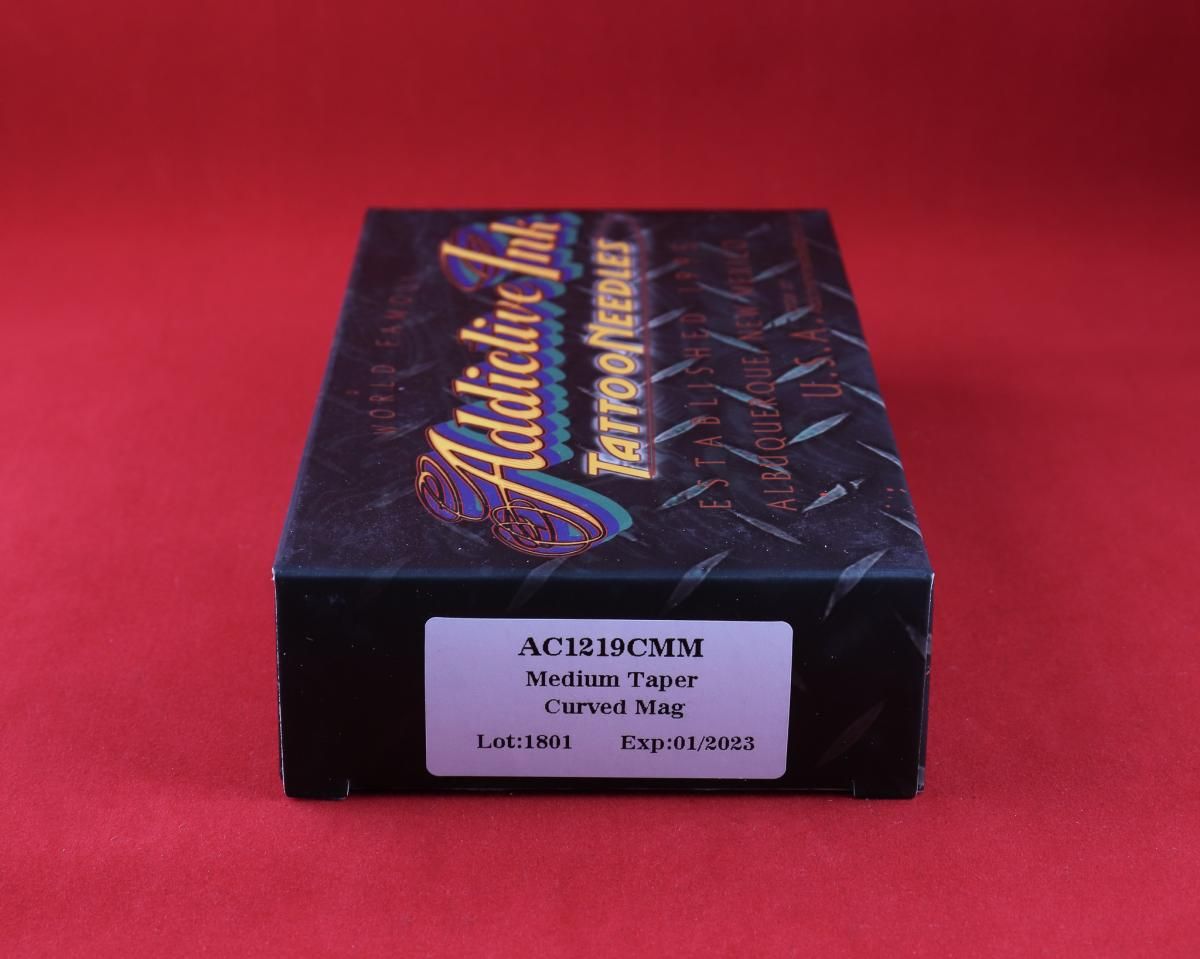 WORLD FAMOUS
Addictive Ink
TATTOO NEEDLES
ESTABLISHED 1995
ALBUQUERQUE, NEW MEXICO
U.S.A.
AC1219CMM
Medium Taper
Curved Mag
Lot:1801 Exp:01/2023